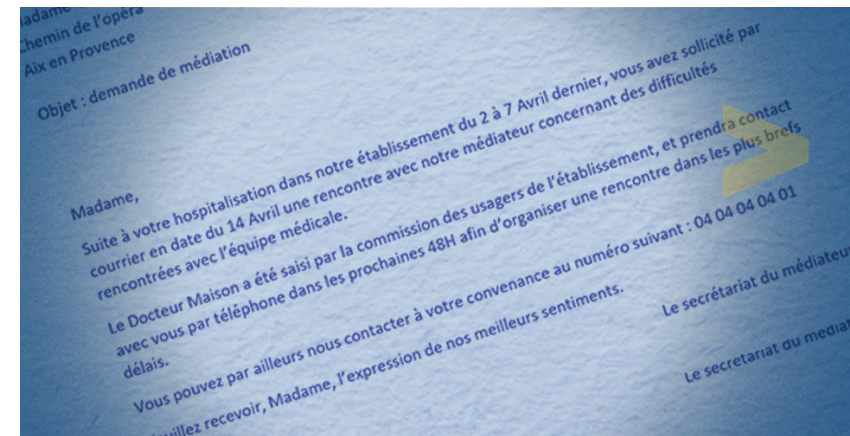 Madame
Chemin de l'opéra
Aix en Provence
Objet : demande de médiation
Madame,
Suite à votre hospitalisation dans notre établissement du 2 à 7 Avril dernier, vous avez sollicité par
courrier en date du 14 Avril une rencontre avec notre médiateur concernant des difficultés
rencontrées avec l'équipe médicale.
Le Docteur Maison a été saisi par la commission des usagers de l'établissement, et prendra contact
avec vous par téléphone dans les prochaines 48H afin d'organiser une rencontre dans les plus brefs
délais.
Vous pouvez par ailleurs nous contacter à votre convenance au numéro suivant : 04 04 04 04 01
recevoir, Madame, l'expression de nos meilleurs sentiments.
Le secrétariat du médiateur
Le secretariat du mediat